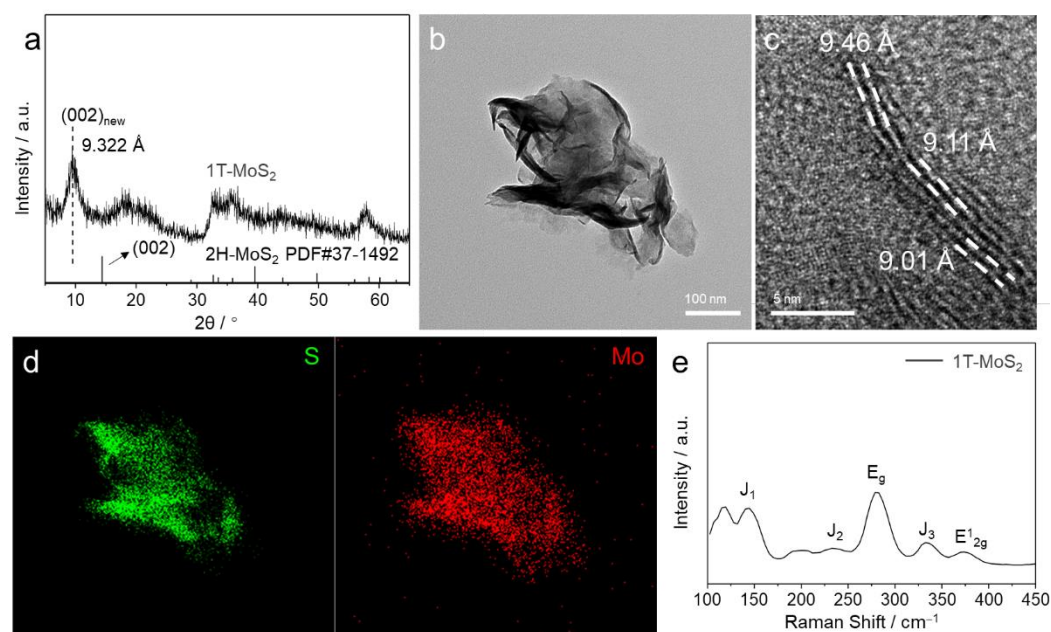 a
(002)new
9.322 Å
1T-MoS2
(002)
2H-MoS2 PDF#37-1492
Intensity / a.u.
10 20 30 40 50 60
2θ / °
b
100 nm
c
9.46 Å
9.11 Å
9.01 Å
5 nm
d
S
Mo
e
1T-MoS2
J1
J2
Eg
J3
E12g
Intensity / a.u.
100 150 200 250 300 350 400 450
Raman Shift / cm−1